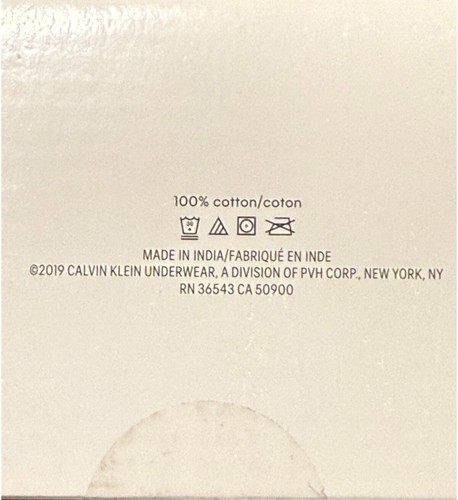 100% cotton/coton
30
MADE IN INDIA/FABRIQUÉ EN INDE
©2019 CALVIN KLEIN UNDERWEAR, A DIVISION OF PVH CORP., NEW YORK, NY
RN 36543 CA 50900